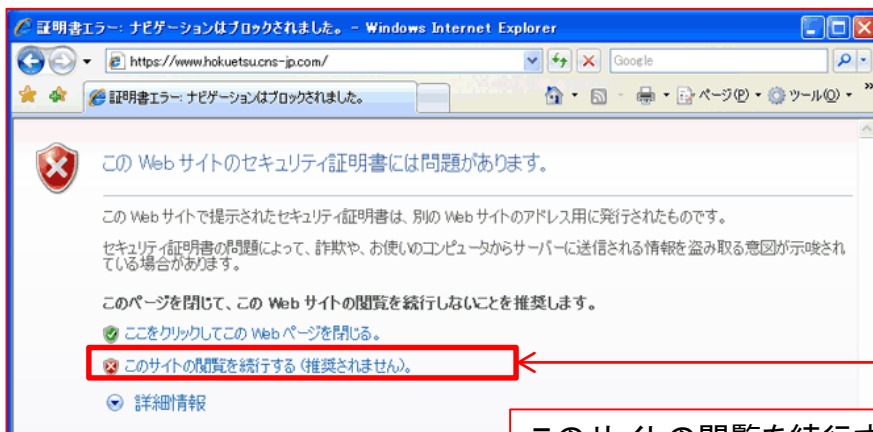 証明書エラー: ナビゲーションはブロックされました。 - Windows Internet Explorer
https://www.hokuetsu.cns-jp.com/
Google
証明書エラー: ナビゲーションはブロックされました。
ページ(P)
ツール(O)
この Web サイトのセキュリティ証明書には問題があります。
この Web サイトで提示されたセキュリティ証明書は、別の Web サイトのアドレス用に発行されたものです。
セキュリティ証明書の問題によって、詐欺や、お使いのコンピュータからサーバーに送信される情報を盗み取る意図が示唆され
ている場合があります。
このページを閉じて、この Web サイトの閲覧を続行しないことを推奨します。
ここをクリックしてこの Web ページを閉じる。
このサイトの閲覧を続行する (推奨されません)。
詳細情報